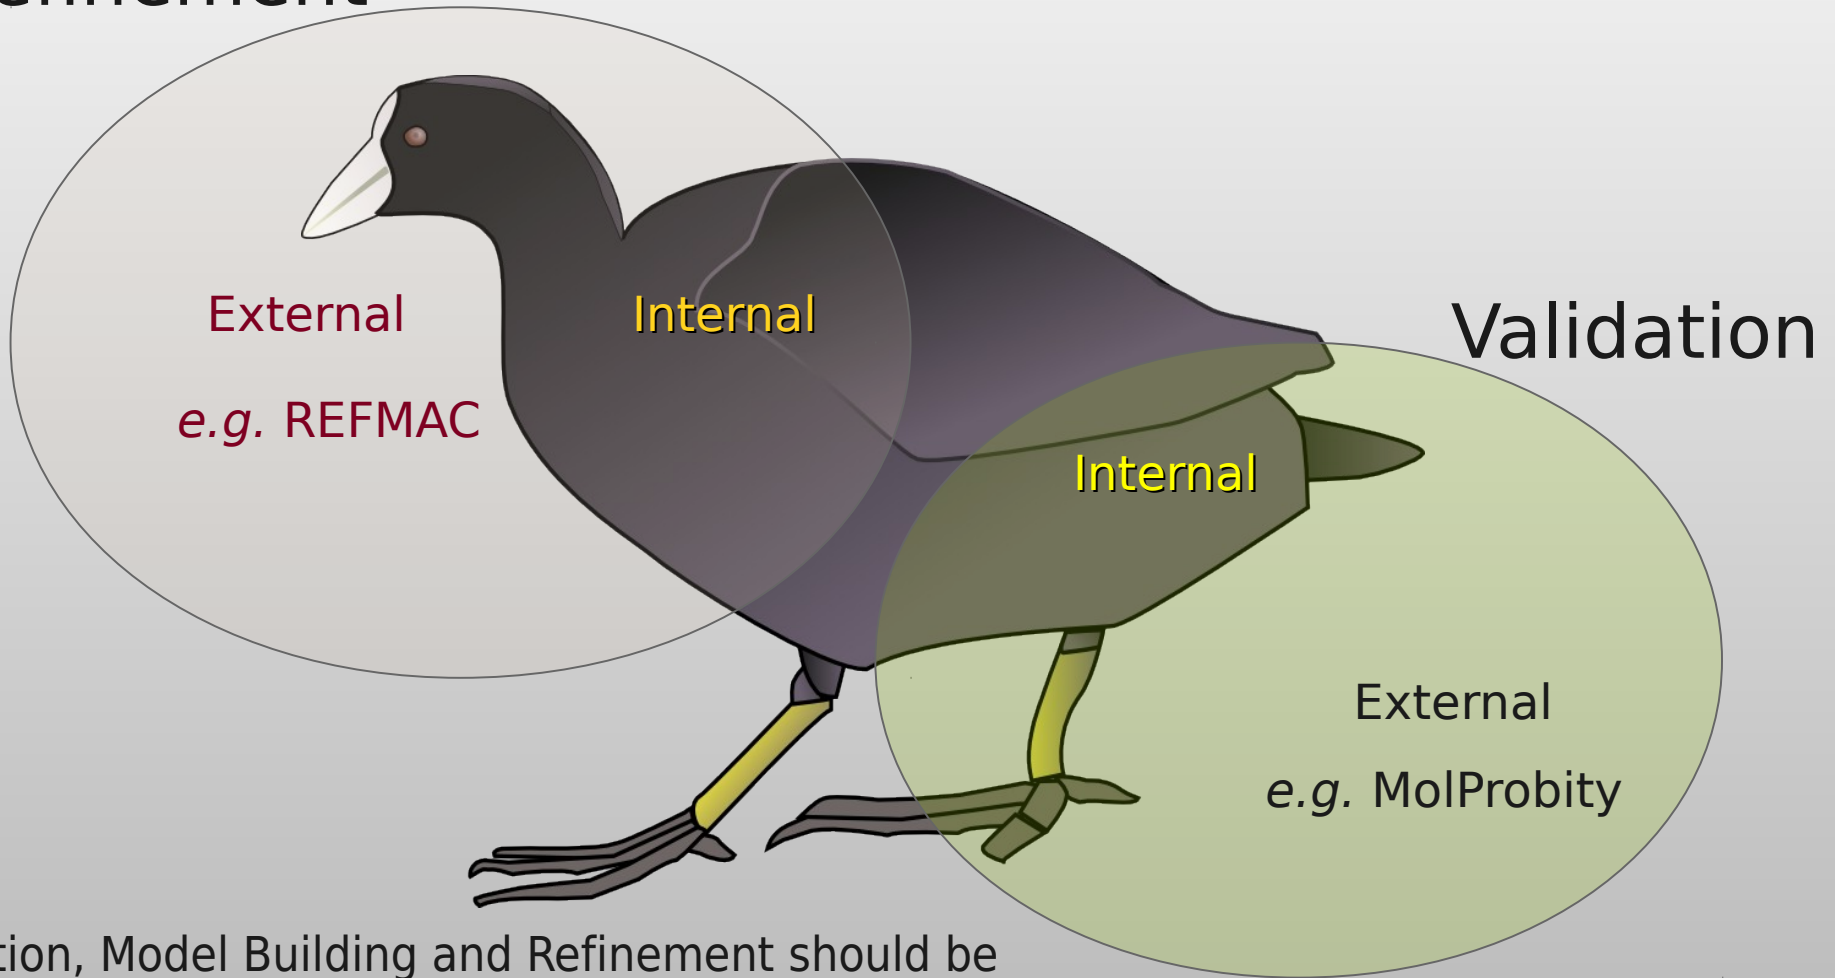 External
Internal
e.g. REFMAC
Validation
Internal
External
e.g. MolProbity
Model Building and Refinement should be